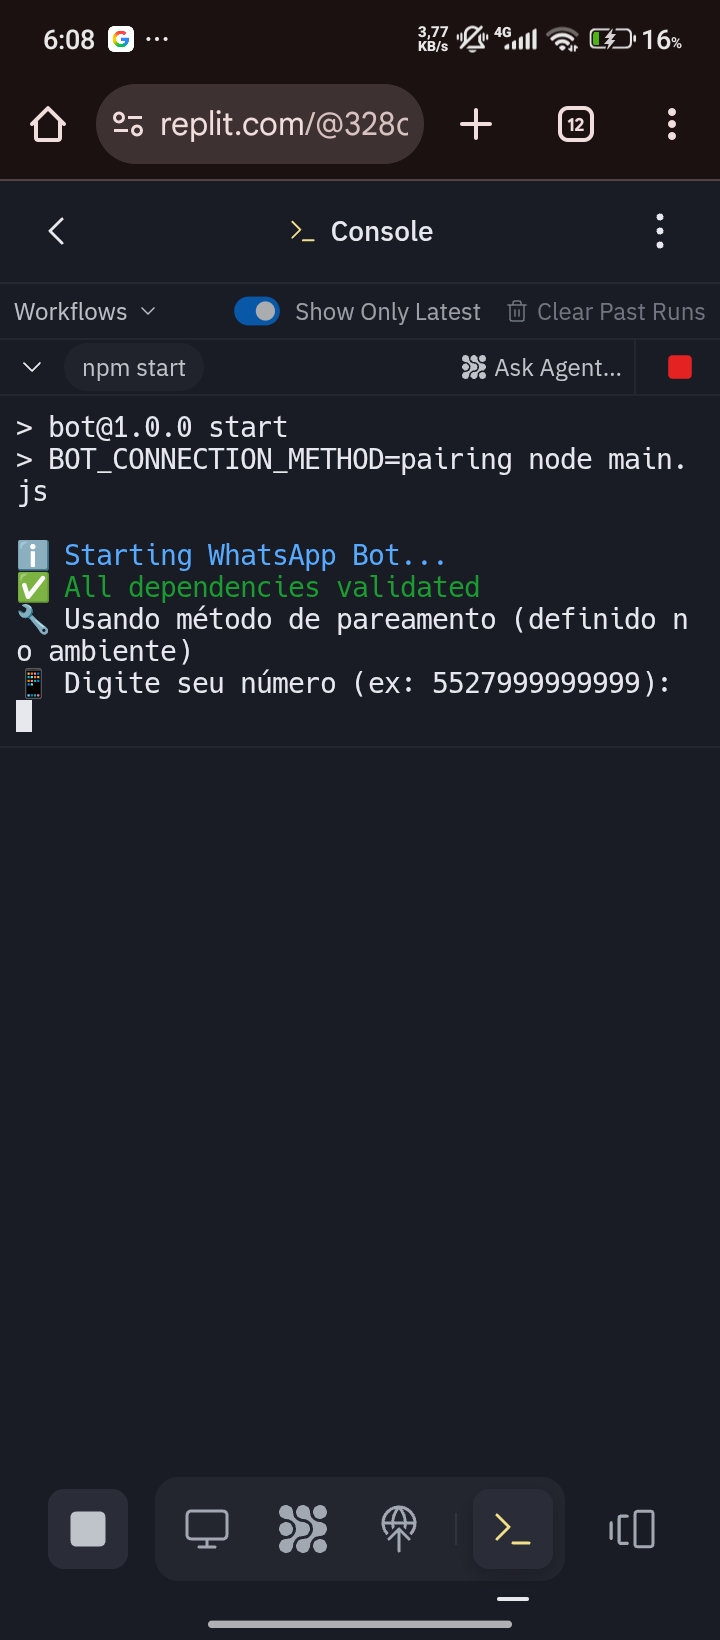 6:08
3,77
KB/s
4G
16%
replit.com/@328c
12
Console
Workflows
Show Only Latest
Clear Past Runs
npm start
Ask Agent...
> bot@1.0.0 start
> BOT_CONNECTION_METHOD=pairing node main.
js
Starting WhatsApp Bot...
All dependencies validated
Usando método de pareamento (definido n
o ambiente)
Digite seu número (ex: 5527999999999):